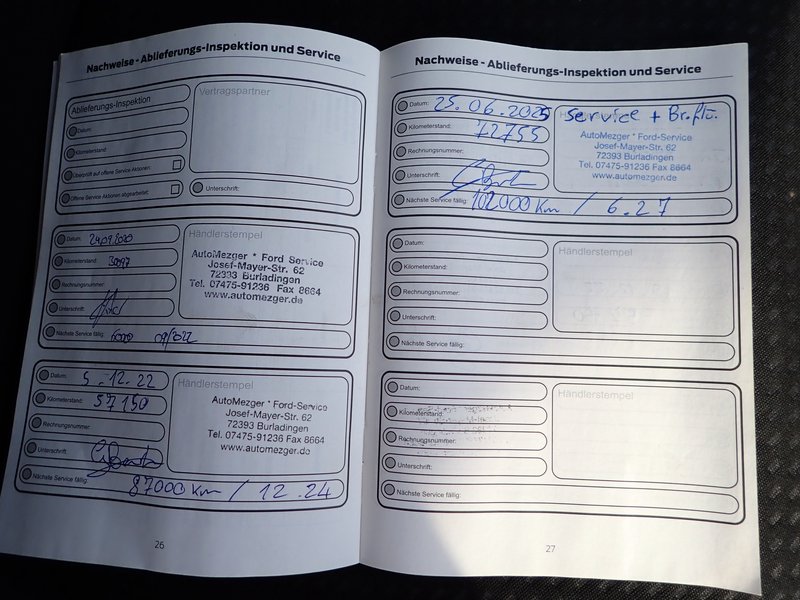 Nachweise - Ablieferungs-Inspektion und Service
Ablieferungs-Inspektion
Vertragspartner
Datum:
Kilometerstand:
Überprüft auf offene Service Aktionen:
Offene Service Aktionen abgearbeitet:
Unterschrift:
Datum: 24.09.2020
Händlerstempel
Kilometerstand:
Rechnungsnummer:
Unterschrift:
Nächste Service fällig: 09/2022
AutoMezger * Ford Service
Josef-Mayer-Str. 62
72393 Burladingen
Tel. 07475-91236 Fax 8664
www.automezger.de
Datum: 5.12.22
Händlerstempel
Kilometerstand: 57150
Rechnungsnummer:
Unterschrift:
Nächste Service fällig: 87000 Km / 12.24
AutoMezger * Ford-Service
Josef-Mayer-Str. 62
72393 Burladingen
Tel. 07475-91236 Fax 8664
www.automezger.de
26
Nachweise - Ablieferungs-Inspektion und Service
Datum: 25.06.2025
Service + Br.flü.
Kilometerstand: 72755
Rechnungsnummer:
Unterschrift:
Nächste Service fällig: 102000 Km / 6.27
AutoMezger * Ford-Service
Josef-Mayer-Str. 62
72393 Burladingen
Tel. 07475-91236 Fax 8664
www.automezger.de
Datum:
Händlerstempel
Kilometerstand:
Rechnungsnummer:
Unterschrift:
Nächste Service fällig:
Datum:
Händlerstempel
Kilometerstand:
Rechnungsnummer:
Unterschrift:
Nächste Service fällig:
27